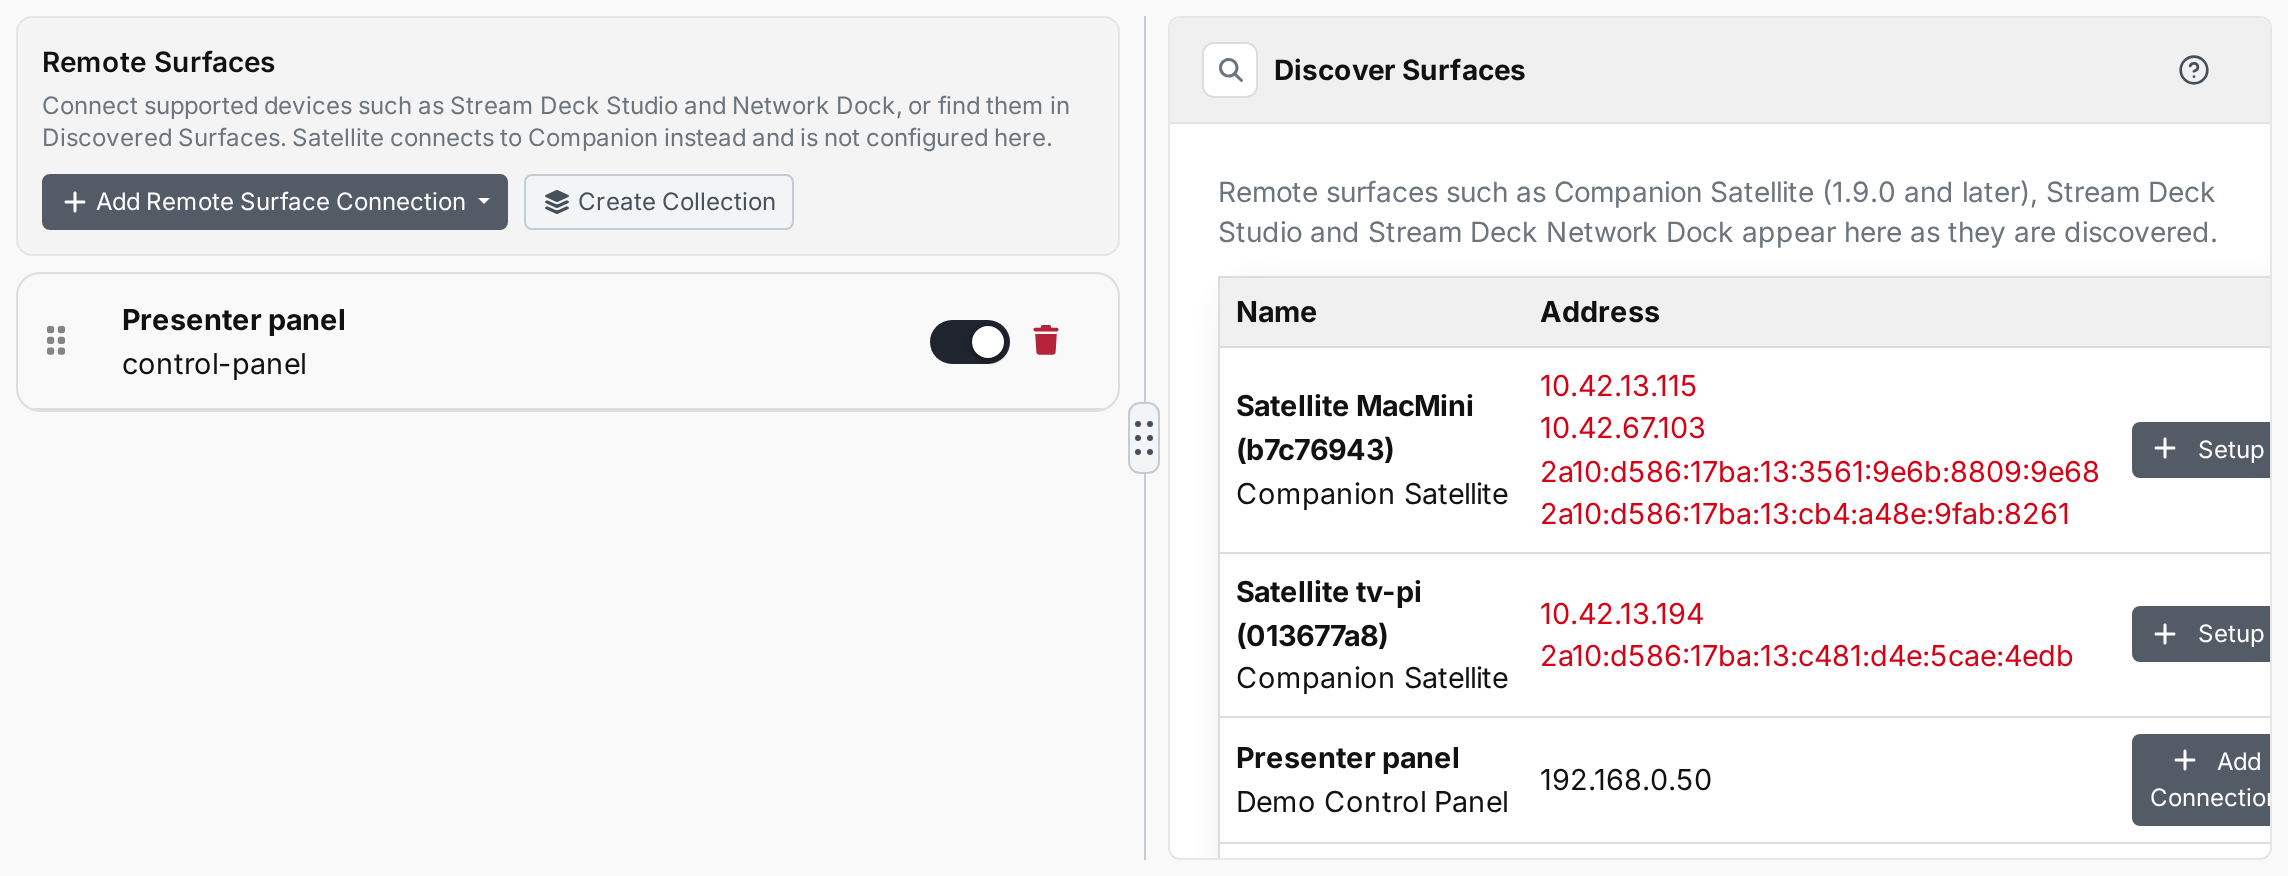 Remote Surfaces
Connect supported devices such as Stream Deck Studio and Network Dock, or find them in
Discovered Surfaces. Satellite connects to Companion instead and is not configured here.
Add Remote Surface Connection
Create Collection
Presenter panel
control-panel
Discover Surfaces
Remote surfaces such as Companion Satellite (1.9.0 and later), Stream Deck
Studio and Stream Deck Network Dock appear here as they are discovered.
Name Address
Satellite MacMini
(b7c76943)
Companion Satellite
10.42.13.115
10.42.67.103
2a10:d586:17ba:13:3561:9e6b:8809:9e68
2a10:d586:17ba:13:cb4:a48e:9fab:8261
Setup
Satellite tv-pi
(013677a8)
Companion Satellite
10.42.13.194
2a10:d586:17ba:13:c481:d4e:5cae:4edb
Setup
Presenter panel
Demo Control Panel
192.168.0.50
Add
Connection